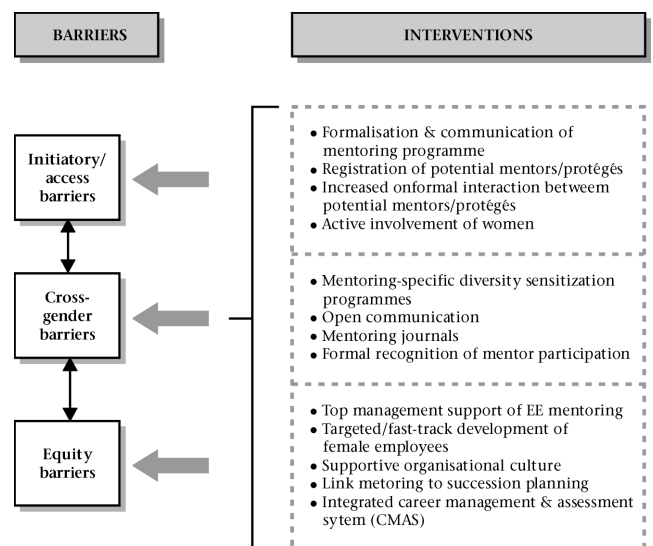 BARRIERS
INTERVENTIONS
Initiatory/
access
barriers
• Formalisation & communication of
mentoring programme
• Registration of potential mentors/protégés
• Increased onformal interaction betweem
potential mentors/protégés
• Active involvement of women
Cross-
gender
barriers
• Mentoring-specific diversity sensitization
programmes
• Open communication
• Mentoring journals
• Formal recognition of mentor participation
Equity
barriers
• Top management support of EE mentoring
• Targeted/fast-track development of
female employees
• Supportive organisational culture
• Link metoring to succession planning
• Integrated career management & assessment
sytem (CMAS)